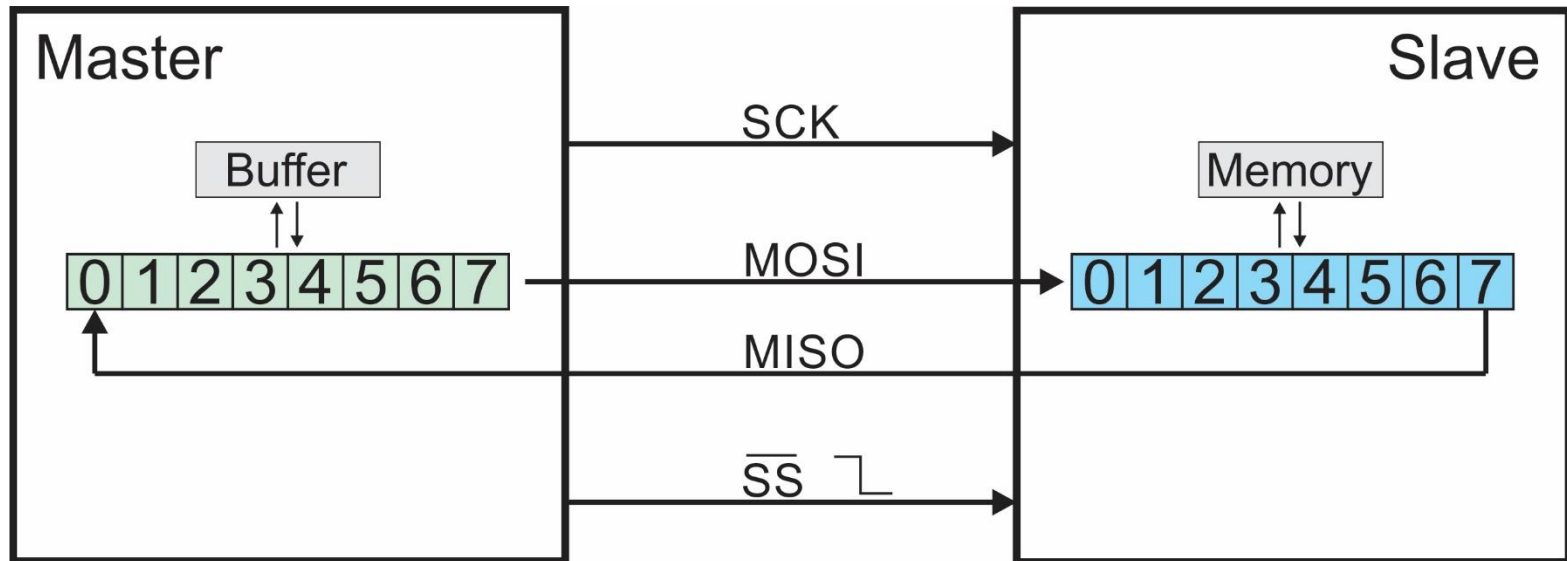 Master
Slave
SCK
Buffer
Memory
0 1 2 3 4 5 6 7
MOSI
0 1 2 3 4 5 6 7
MISO
S̅S̅